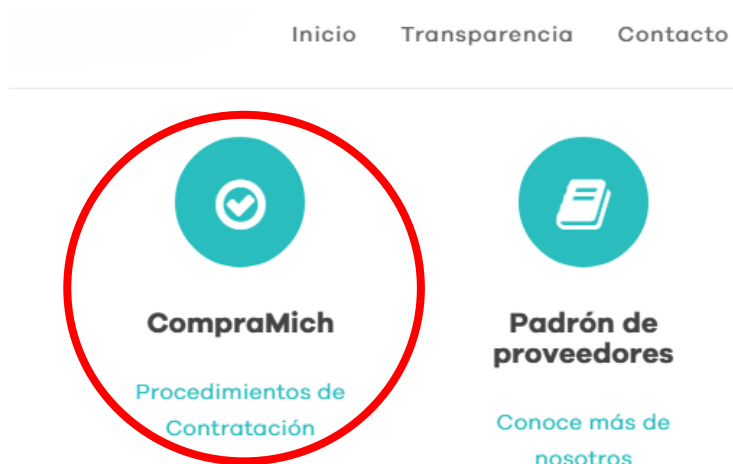 Inicio Transparencia Contacto
CompraMich
Procedimientos de
Contratación
Padrón de
proveedores
Conoce más de
nosotros